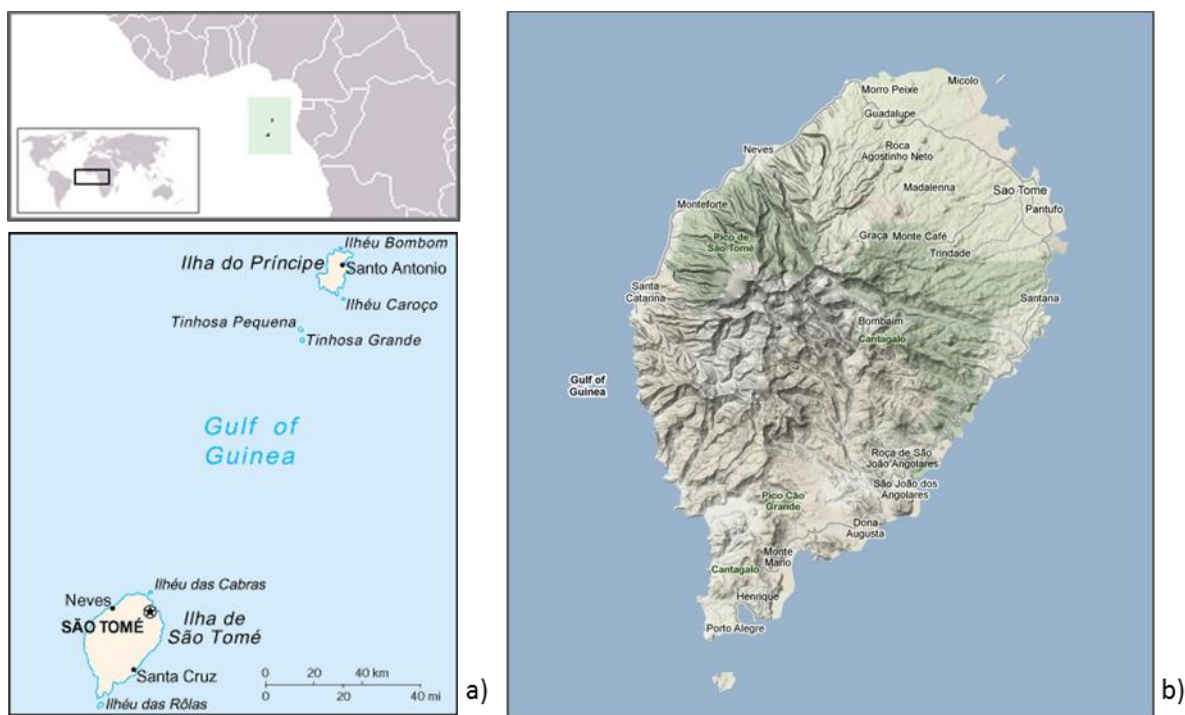 Ilhéu Bombom
Ilha do Príncipe
Santo Antonio
Ilhéu Caroço
Tinhosa Pequena
Tinhosa Grande
Gulf of
Guinea
Ilhéu das Cabras
Neves
SÃO TOMÉ
Ilha de
São Tomé
Santa Cruz
Ilhéu das Rôlas
0 20 40 km
0 20 40 mi
a)
Micolo
Morro Peixe
Guadalupe
Neves
Roca
Agostinho Neto
Madalenna
Sao Tome
Monteforte
Pantufo
Pico de
São Tomé
Graça
Monte Café
Trindade
Santa
Catarina
Santana
Bombaim
Cantagalo
Gulf of
Guinea
Roça de São
João Angolares
São João dos
Angolares
Pico Cão
Grande
Dona
Augusta
Monte
Mario
Cantagalo
Henrique
Porto Alegre
b)